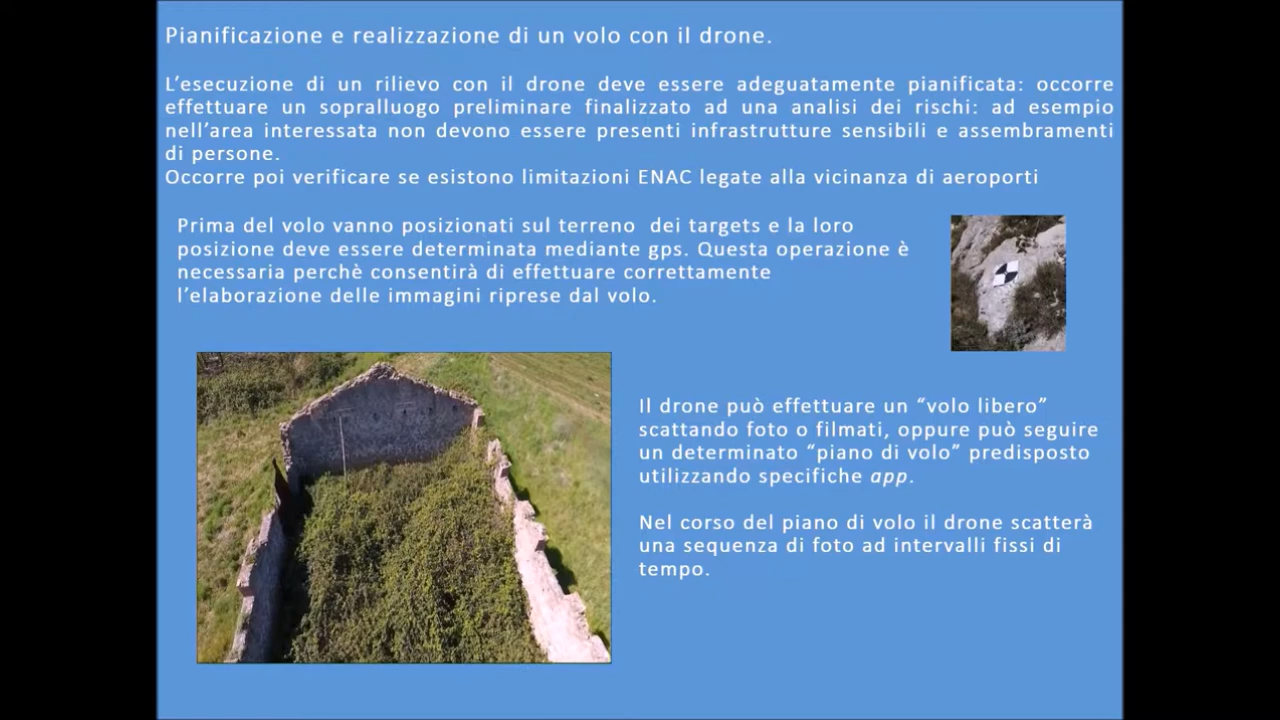 Pianificazione e realizzazione di un volo con il drone.
L’esecuzione di un rilievo con il drone deve essere adeguatamente pianificata: occorre
effettuare un sopralluogo preliminare finalizzato ad una analisi dei rischi: ad esempio
nell’area interessata non devono essere presenti infrastrutture sensibili e assembramenti
di persone.
Occorre poi verificare se esistono limitazioni ENAC legate alla vicinanza di aeroporti
Prima del volo vanno posizionati sul terreno dei targets e la loro
posizione deve essere determinata mediante gps. Questa operazione è
necessaria perchè consentirà di effettuare correttamente
l’elaborazione delle immagini riprese dal volo.
Il drone può effettuare un “volo libero”
scattando foto o filmati, oppure può seguire
un determinato “piano di volo” predisposto
utilizzando specifiche app.
Nel corso del piano di volo il drone scatterà
una sequenza di foto ad intervalli fissi di
tempo.